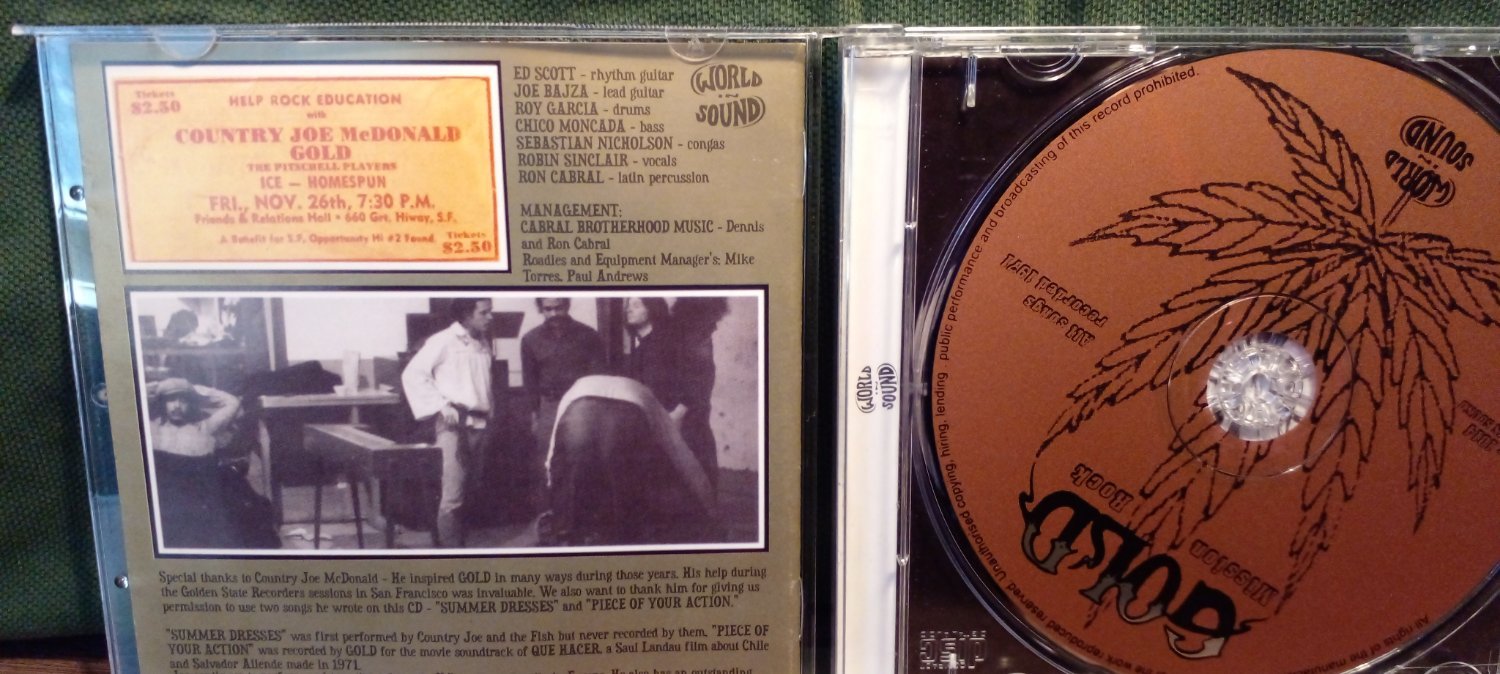 Tickets
$2.50
HELP ROCK EDUCATION
with
COUNTRY JOE McDONALD
GOLD
THE PITSCHELL PLAYERS
ICE — HOMESPUN
FRI., NOV. 26th, 7:30 P.M.
Friends & Relations Hall • 660 Grt. Hiway, S.F.
A Benefit for S.F. Opportunity Hi #2 Found
Tickets
$2.50
ED SCOTT - rhythm guitar
JOE BAJZA - lead guitar
ROY GARCIA - drums
CHICO MONCADA - bass
SEBASTIAN NICHOLSON - congas
ROBIN SINCLAIR - vocals
RON CABRAL - latin percussion
WORLD
IN
SOUND
MANAGEMENT:
CABRAL BROTHERHOOD MUSIC - Dennis
and Ron Cabral
Roadies and Equipment Manager's: Mike
Torres, Paul Andrews
Special thanks to Country Joe McDonald - He inspired GOLD in many ways during those years. His help during
the Golden State Recorders sessions in San Francisco was invaluable. We also want to thank him for giving us
permission to use two songs he wrote on this CD - "SUMMER DRESSES" and "PIECE OF YOUR ACTION."
"SUMMER DRESSES" was first performed by Country Joe and the Fish but never recorded by them. "PIECE OF
YOUR ACTION" was recorded by GOLD for the movie soundtrack of QUE HACER, a Saul Landau film about Chile
and Salvador Allende made in 1971.
WORLD
IN
SOUND
WORLD
IN
SOUND
All songs
recorded 1971
GOLD
Mission
Rock
Unauthorised copying, hiring, lending public performance and broadcasting of this record prohibited.
All rights of the
the work reproduced reserved
disc